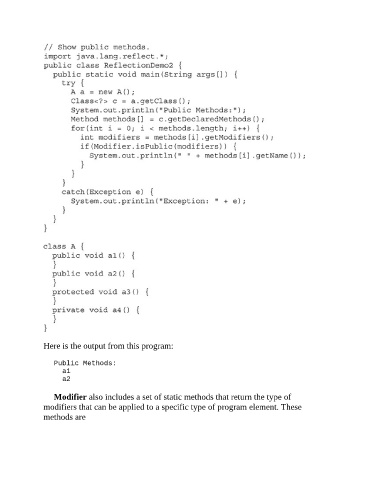 // Show public methods.
import java.lang.reflect.*;
public class ReflectionDemo2 {
  public static void main(String args[]) {
    try {
      A a = new A();
      Class<?> c = a.getClass();
      System.out.println("Public Methods:");
      Method methods[] = c.getDeclaredMethods();
      for(int i = 0; i < methods.length; i++) {
        int modifiers = methods[i].getModifiers();
        if(Modifier.isPublic(modifiers)) {
          System.out.println(" " + methods[i].getName());
        }
      }
    }
    catch(Exception e) {
      System.out.println("Exception: " + e);
    }
  }
}

class A {
  public void a1() {
  }
  public void a2() {
  }
  protected void a3() {
  }
  private void a4() {
  }
}
Here is the output from this program:
Public Methods:
  a1
  a2
Modifier also includes a set of static methods that return the type of
modifiers that can be applied to a specific type of program element. These
methods are